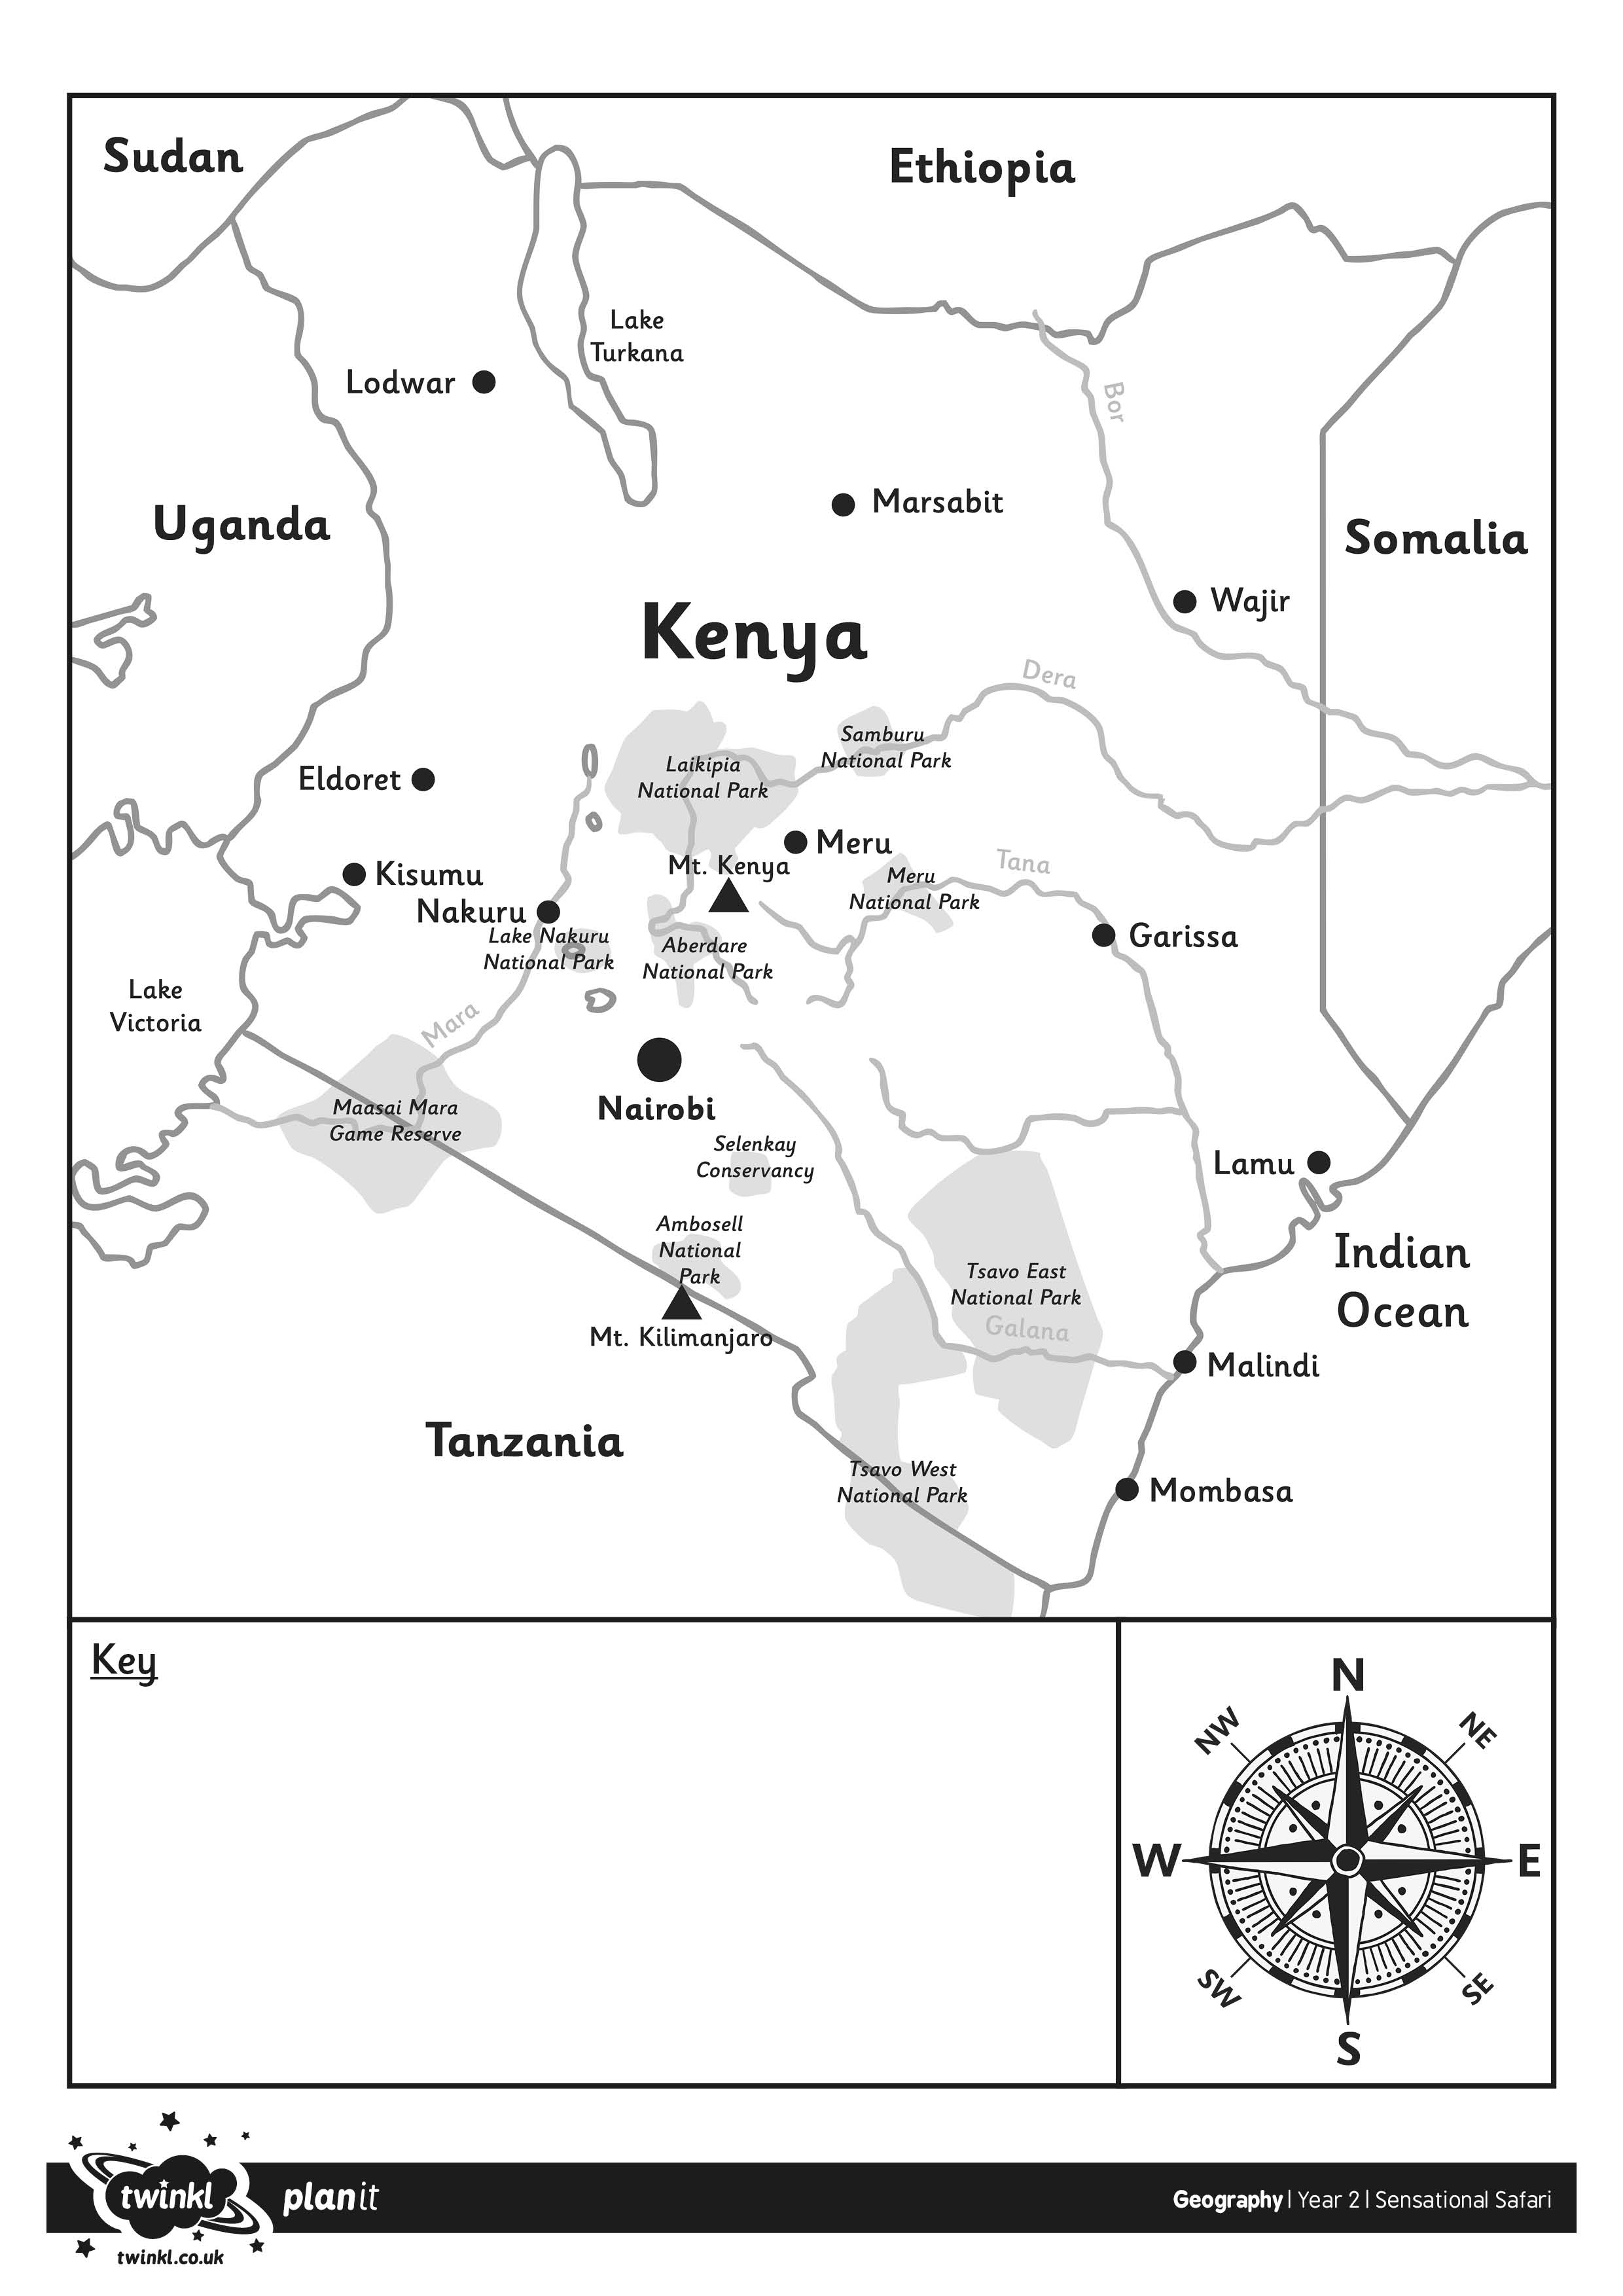 Sudan
Ethiopia
Lake
Turkana
Lodwar
Bor
Marsabit
Uganda
Somalia
Wajir
Kenya
Dera
Samburu
National Park
Laikipia
National Park
Eldoret
Meru
Mt. Kenya
Tana
Kisumu
Meru
National Park
Nakuru
Lake Nakuru
National Park
Aberdare
National Park
Garissa
Lake
Victoria
Mara
Nairobi
Maasai Mara
Game Reserve
Selenkay
Conservancy
Lamu
Ambosell
National
Park
Indian
Ocean
Tsavo East
National Park
Galana
Mt. Kilimanjaro
Malindi
Tanzania
Tsavo West
National Park
Mombasa
Key
N
NW
NE
W
E
SW
SE
S
twinkl
planit
Geography | Year 2 | Sensational Safari
twinkl.co.uk